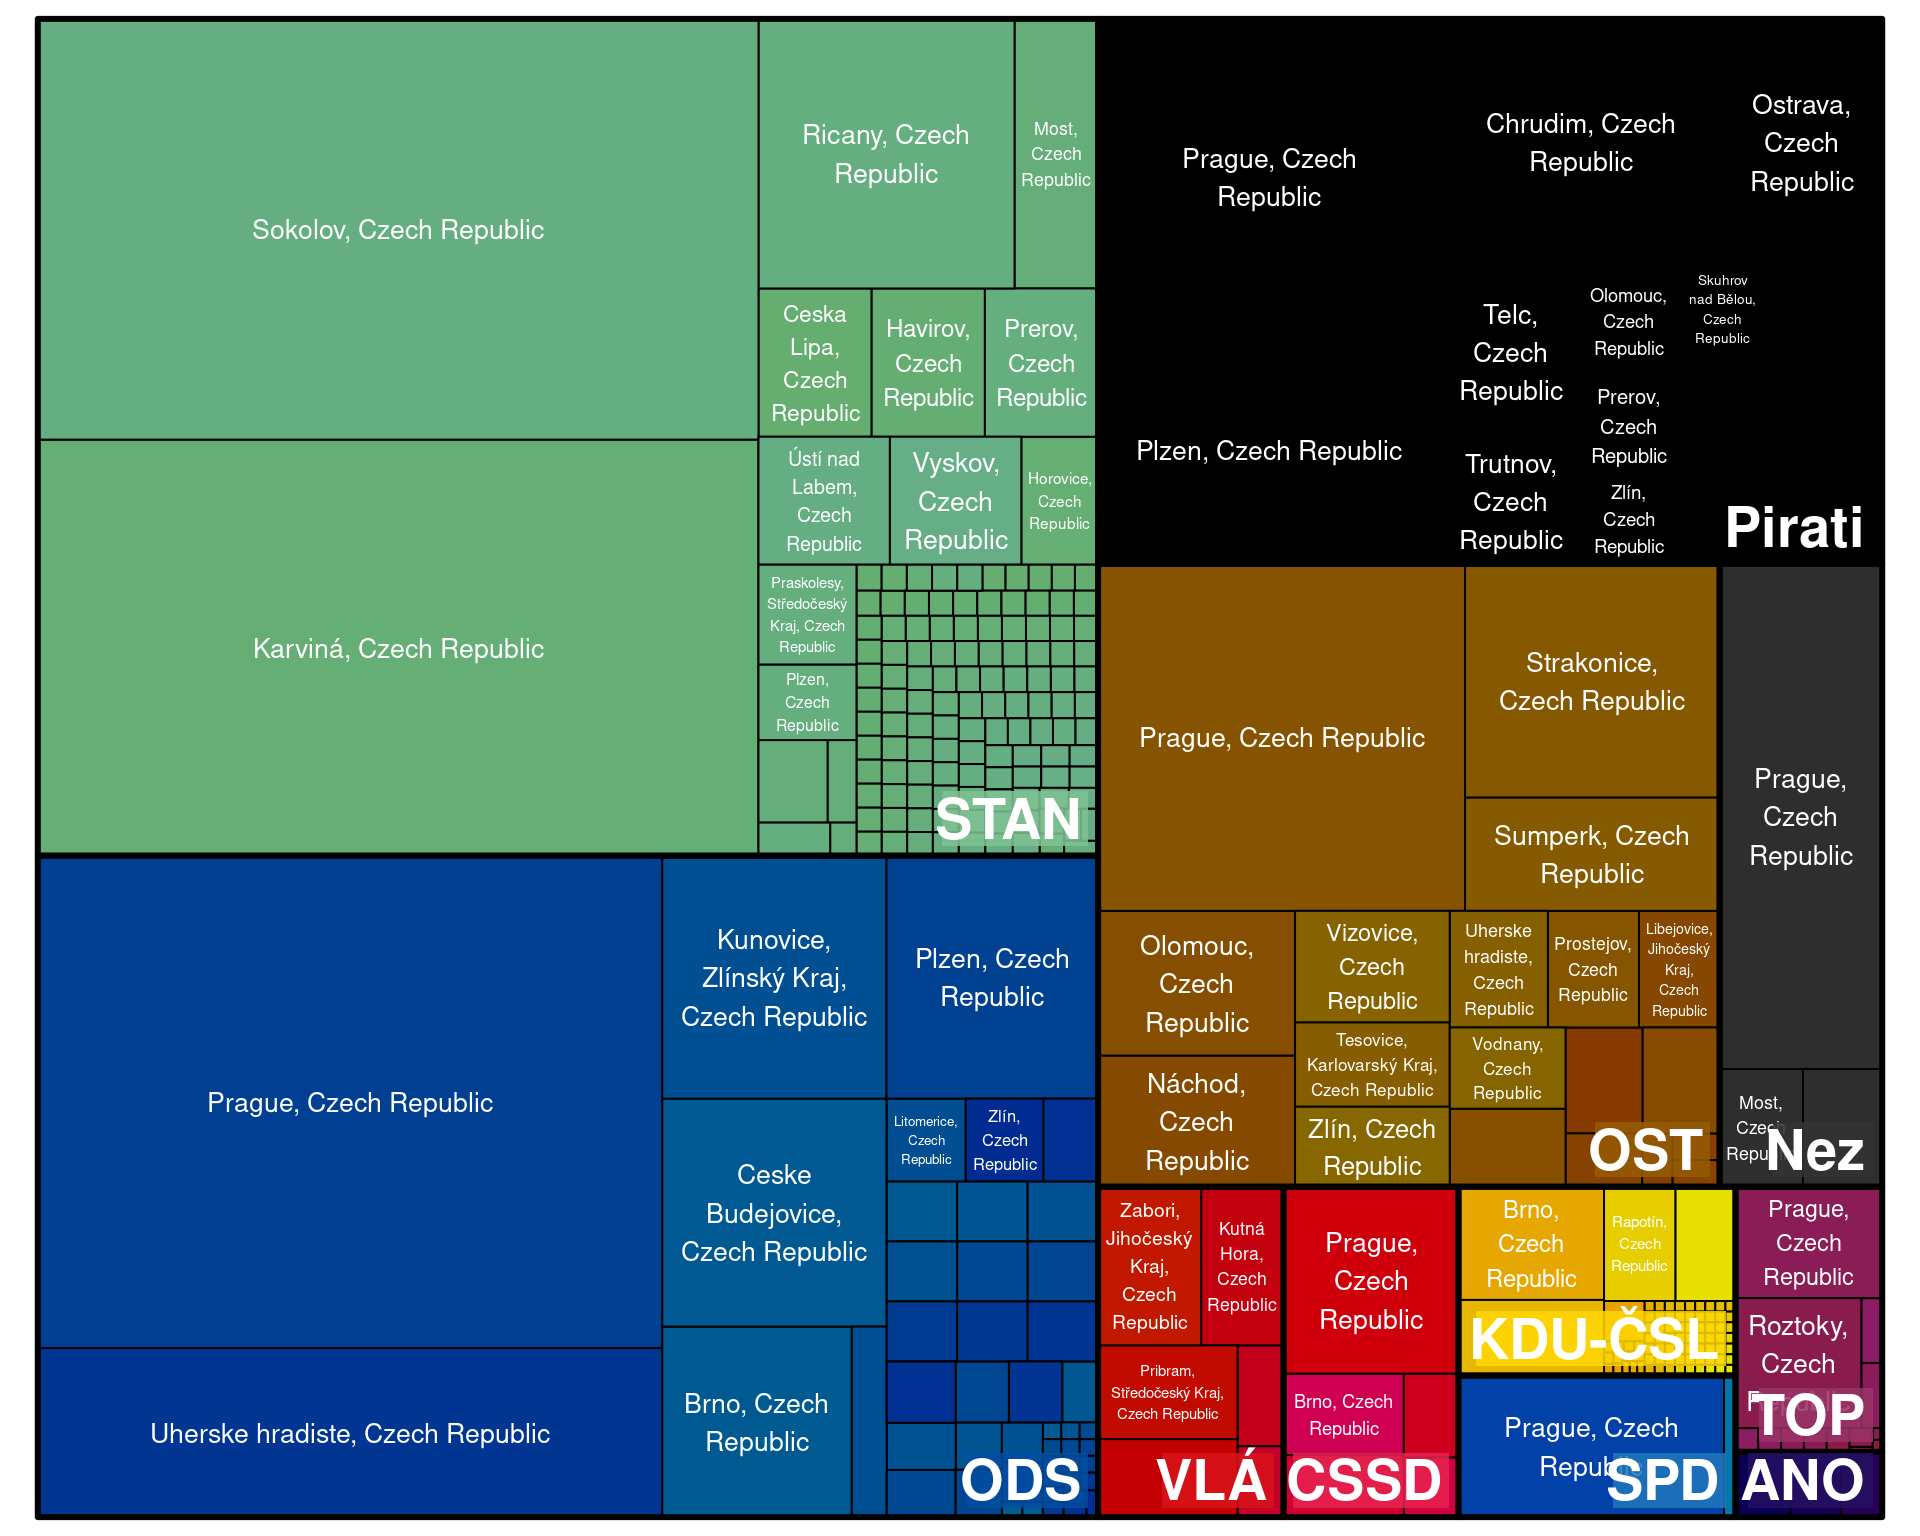 Sokolov, Czech Republic
Karviná, Czech Republic
Ricany, Czech
Republic
Most,
Czech
Republic
Ceska
Lipa,
Czech
Republic
Havirov,
Czech
Republic
Prerov,
Czech
Republic
Ústí nad
Labem,
Czech
Republic
Vyskov,
Czech
Republic
Horovice,
Czech
Republic
Praskolesy,
Středočeský
Kraj, Czech
Republic
Plzen,
Czech
Republic
STAN
Prague, Czech
Republic
Plzen, Czech Republic
Chrudim, Czech
Republic
Ostrava,
Czech
Republic
Telc,
Czech
Republic
Trutnov,
Czech
Republic
Olomouc,
Czech
Republic
Prerov,
Czech
Republic
Zlín,
Czech
Republic
Skuhrov
nad Bělou,
Czech
Republic
Pirati
Prague, Czech Republic
Uherske hradiste, Czech Republic
Kunovice,
Zlínský Kraj,
Czech Republic
Ceske
Budejovice,
Czech Republic
Brno, Czech
Republic
Plzen, Czech
Republic
Litomerice,
Czech
Republic
Zlín,
Czech
Republic
ODS
Prague, Czech Republic
Strakonice,
Czech Republic
Sumperk, Czech
Republic
Olomouc,
Czech
Republic
Náchod,
Czech
Republic
Vizovice,
Czech
Republic
Tesovice,
Karlovarský Kraj,
Czech Republic
Zlín, Czech
Republic
Uherske
hradiste,
Czech
Republic
Prostejov,
Czech
Republic
Libejovice,
Jihočeský
Kraj,
Czech
Republic
Vodnany,
Czech
Republic
OST
Prague,
Czech
Republic
Most,
Czech
Nez
Zabori,
Jihočeský
Kraj,
Czech
Republic
Kutná
Hora,
Czech
Republic
Pribram,
Středočeský Kraj,
Czech Republic
VLÁ
Prague,
Czech
Republic
Brno, Czech
Republic
CSSD
Brno,
Czech
Republic
Rapotín,
Czech
Republic
KDU-ČSL
Prague, Czech
Republic
SPD
Prague,
Czech
Republic
Roztoky,
Czech
TOP
ANO